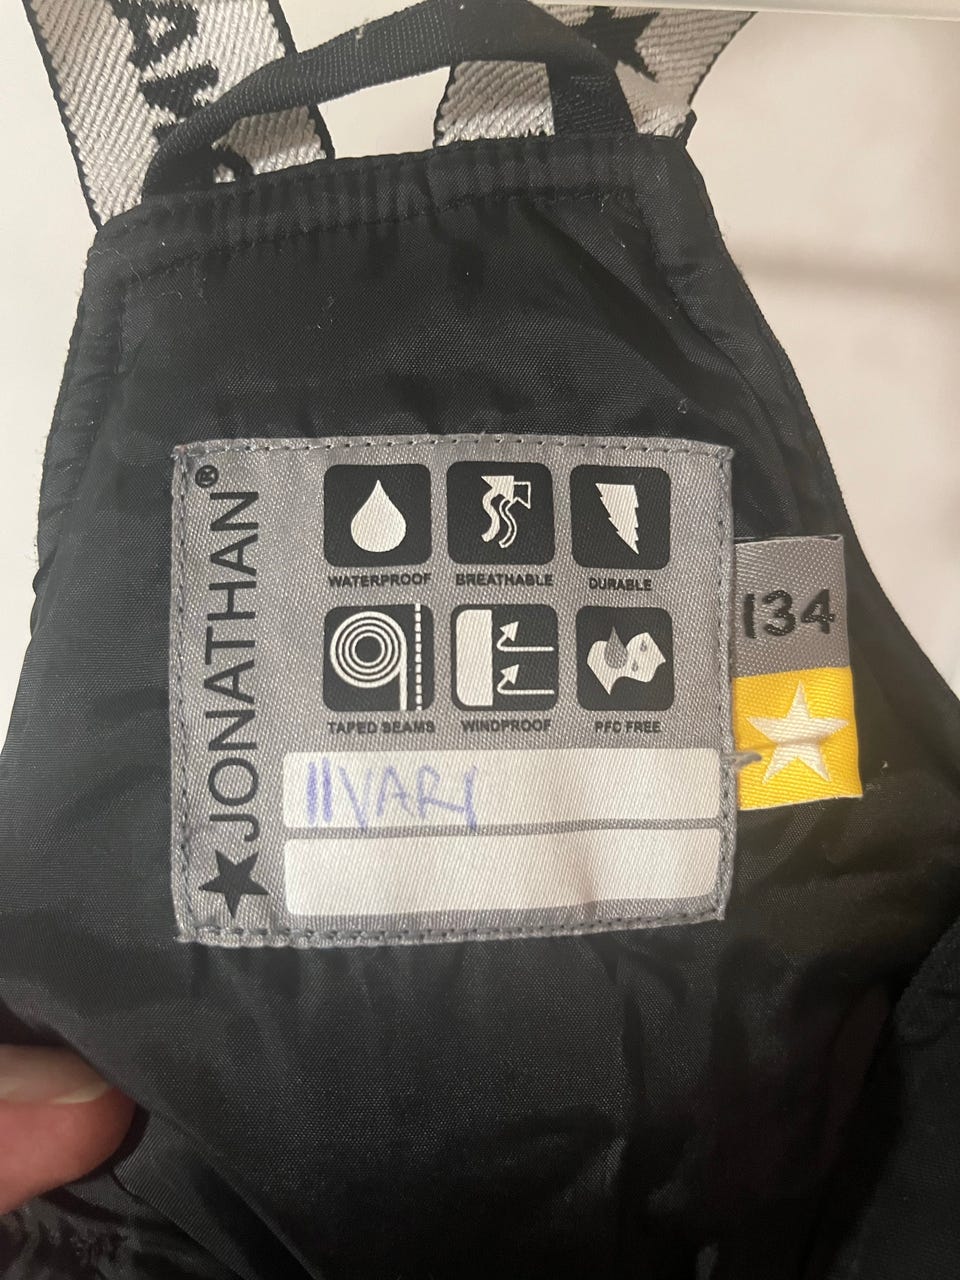 JONATHAN®
WATERPROOF BREATHABLE DURABLE
TAPED SEAMS WINDPROOF PFC FREE
IIVARI
134